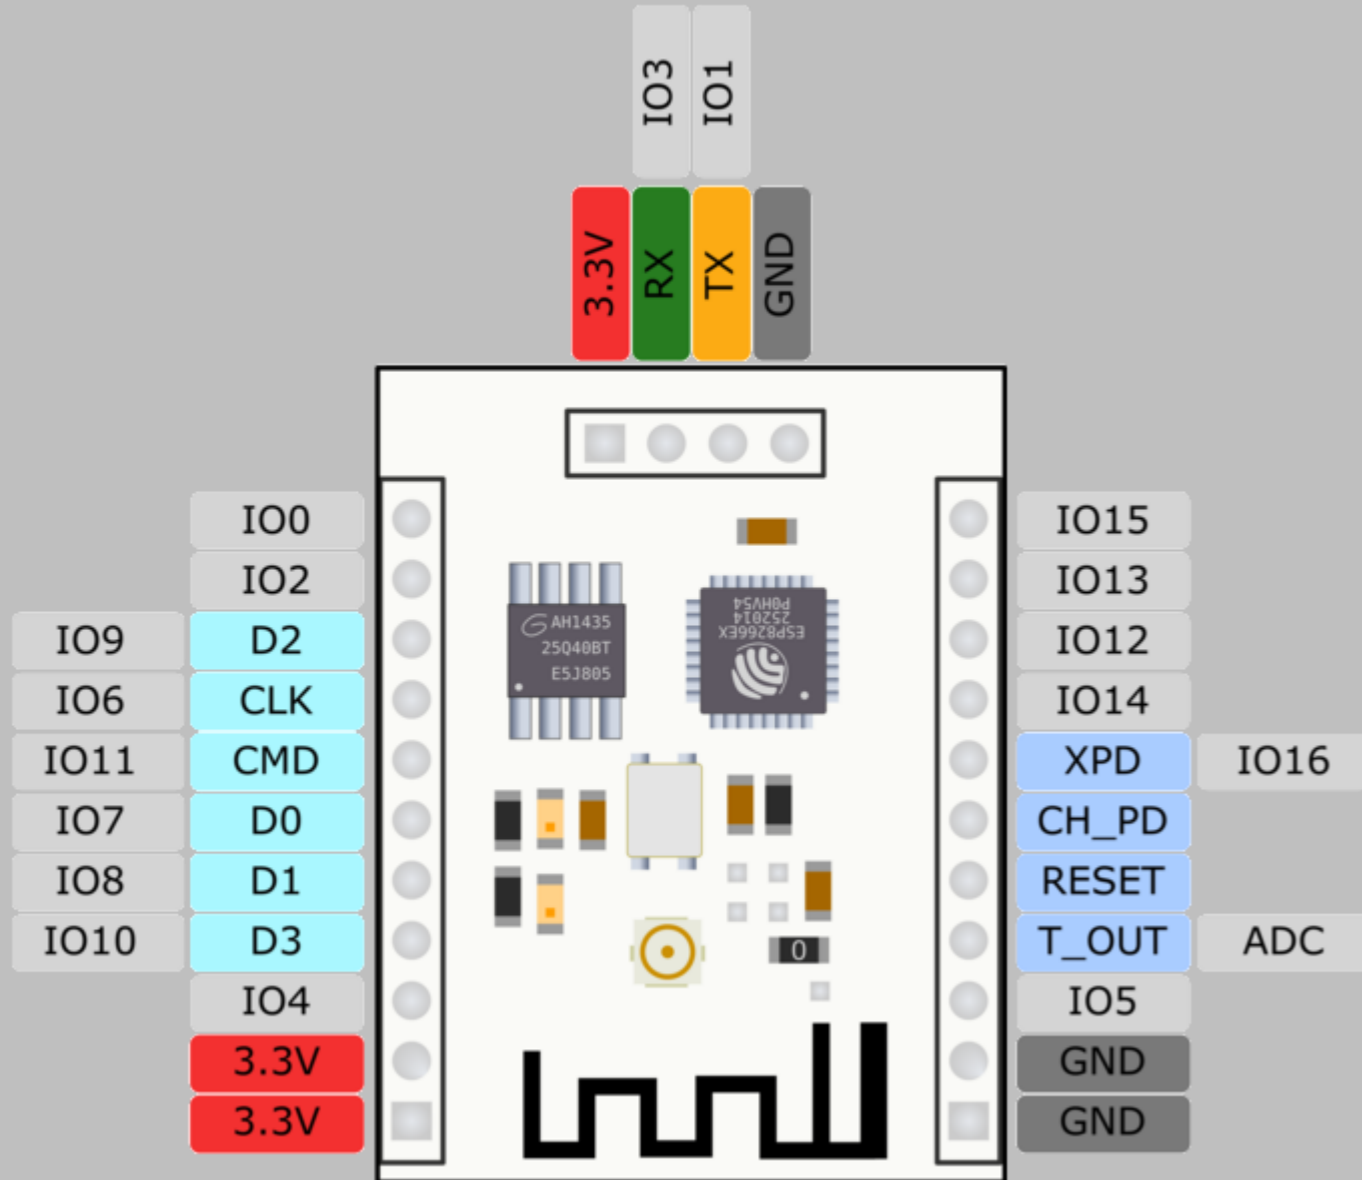 IO3
IO1
3.3V
RX
TX
GND
IO0
IO2
IO9 D2
IO6 CLK
IO11 CMD
IO7 D0
IO8 D1
IO10 D3
IO4
3.3V
3.3V
AH1435
25Q40BT
E5J805
ESP8266EX
252014
P0HV54
0
IO15
IO13
IO12
IO14
XPD IO16
CH_PD
RESET
T_OUT ADC
IO5
GND
GND